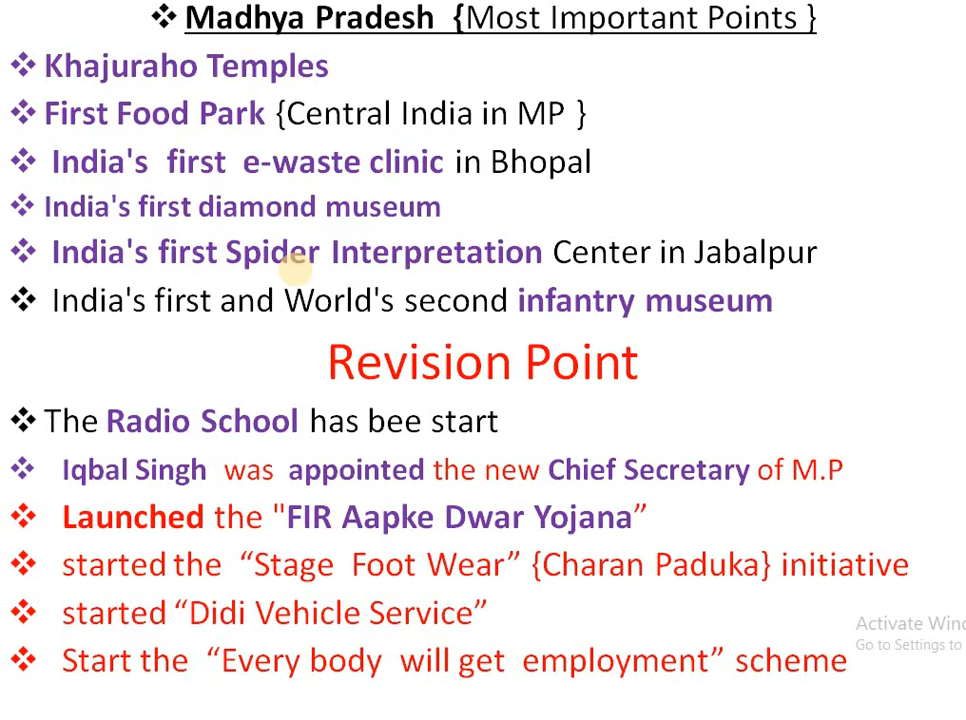 ❖ Madhya Pradesh {Most Important Points }
❖ Khajuraho Temples
❖ First Food Park {Central India in MP }
❖ India's first e-waste clinic in Bhopal
❖ India's first diamond museum
❖ India's first Spider Interpretation Center in Jabalpur
❖ India's first and World's second infantry museum
Revision Point
❖ The Radio School has bee start
❖ Iqbal Singh was appointed the new Chief Secretary of M.P
❖ Launched the "FIR Aapke Dwar Yojana”
❖ started the “Stage Foot Wear” {Charan Paduka} initiative
❖ started “Didi Vehicle Service”
Activate Wind
Go to Settings to
❖ Start the “Every body will get employment” scheme